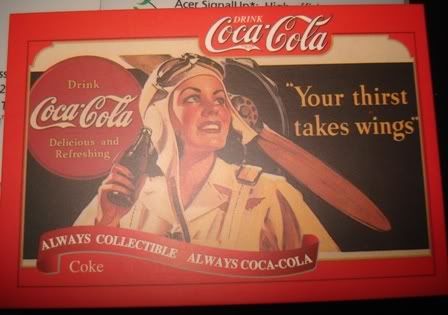 Acer SignalUp
DRINK
Coca-Cola
Drink
Coca-Cola
Delicious and
Refreshing
"Your thirst
takes wings"
ALWAYS COLLECTIBLE ALWAYS COCA-COLA
Coke